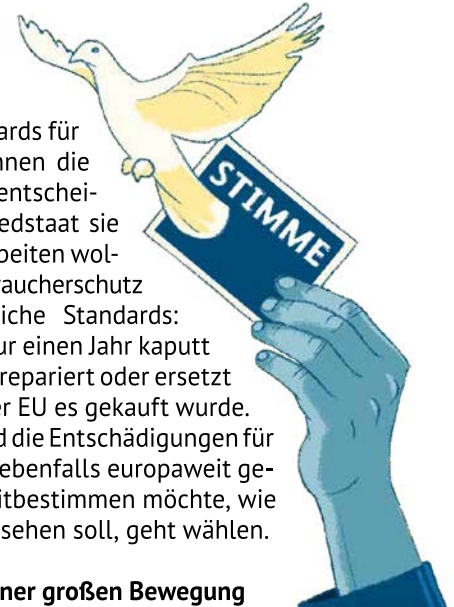 ards für
nnen die
entschei-
edstaat sie
beiten wol-
raucherschutz
iche Standards:
ur einen Jahr kaputt
repariert oder ersetzt
er EU es gekauft wurde.
d die Entschädigungen für
ebenfalls europaweit ge-
itbestimmen möchte, wie
sehen soll, geht wählen.
ner großen Bewegung
STIMME